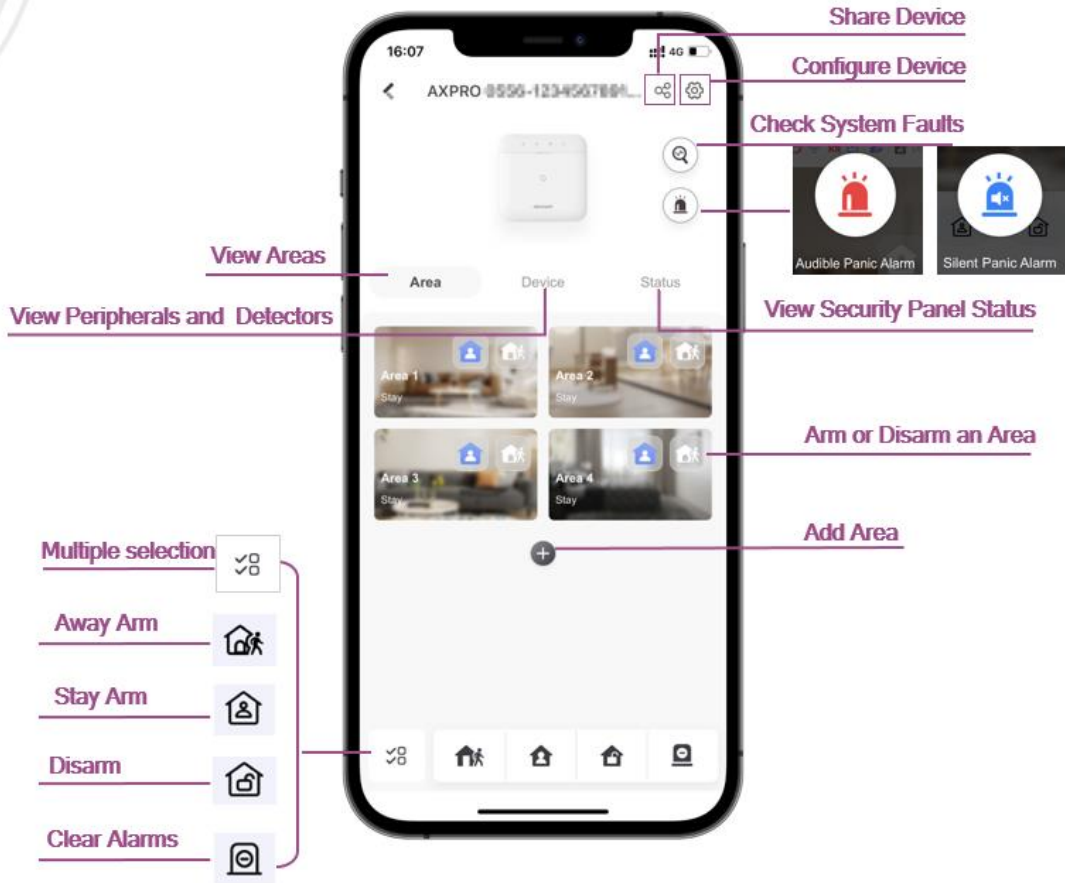 Share Device
16:07
4G
Configure Device
AXPRO
Check System Faults
Audible Panic Alarm
Silent Panic Alarm
View Areas
Area
Device
Status
View Peripherals and Detectors
View Security Panel Status
Area 1
Stay
Area 2
Stay
Arm or Disarm an Area
Area 3
Stay
Area 4
Stay
Add Area
Multiple selection
Away Arm
Stay Arm
Disarm
Clear Alarms